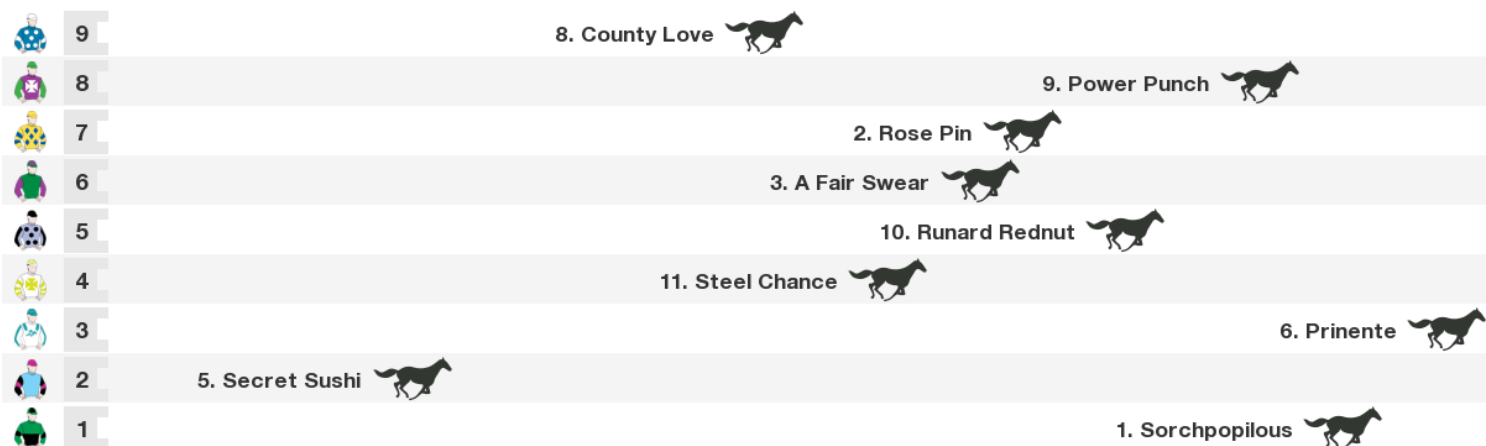 9 8. County Love
8 9. Power Punch
7 2. Rose Pin
6 3. A Fair Swear
5 10. Runard Rednut
4 11. Steel Chance
3 6. Prinente
2 5. Secret Sushi
1 1. Sorchpopilous